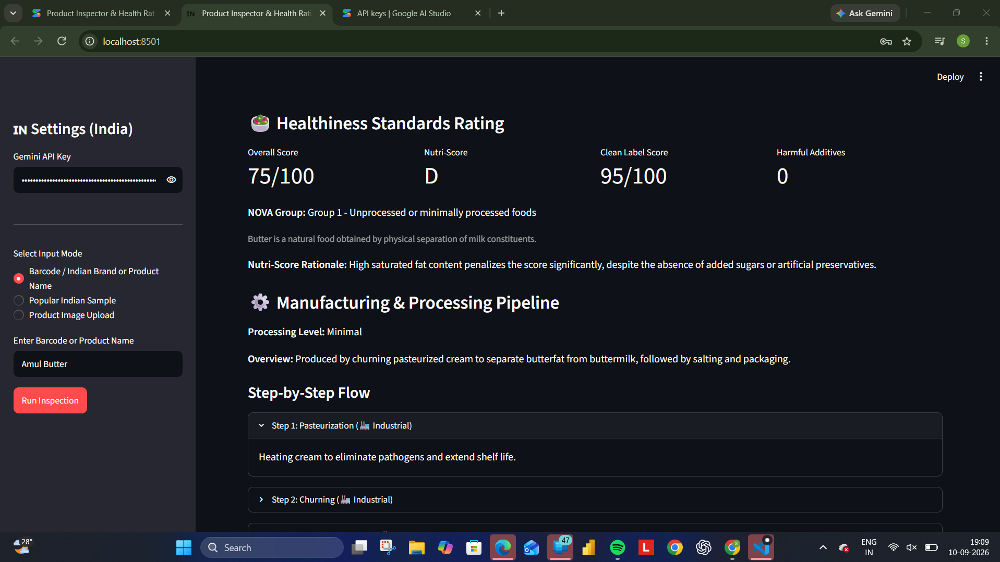 Product Inspector & Health Rat
Product Inspector & Health Rati
API keys | Google AI Studio
Ask Gemini
localhost:8501
S
Deploy
IN Settings (India)
Gemini API Key
Select Input Mode
Barcode / Indian Brand or Product
Name
Popular Indian Sample
Product Image Upload
Enter Barcode or Product Name
Amul Butter
Run Inspection
Healthiness Standards Rating
Overall Score
75/100
Nutri-Score
D
Clean Label Score
95/100
Harmful Additives
0
NOVA Group: Group 1 - Unprocessed or minimally processed foods
Butter is a natural food obtained by physical separation of milk constituents.
Nutri-Score Rationale: High saturated fat content penalizes the score significantly, despite the absence of added sugars or artificial preservatives.
Manufacturing & Processing Pipeline
Processing Level: Minimal
Overview: Produced by churning pasteurized cream to separate butterfat from buttermilk, followed by salting and packaging.
Step-by-Step Flow
Step 1: Pasteurization (🏭 Industrial)
Heating cream to eliminate pathogens and extend shelf life.
Step 2: Churning (🏭 Industrial)
28°
Search
47
L
ENG
IN
19:09
10-09-2026